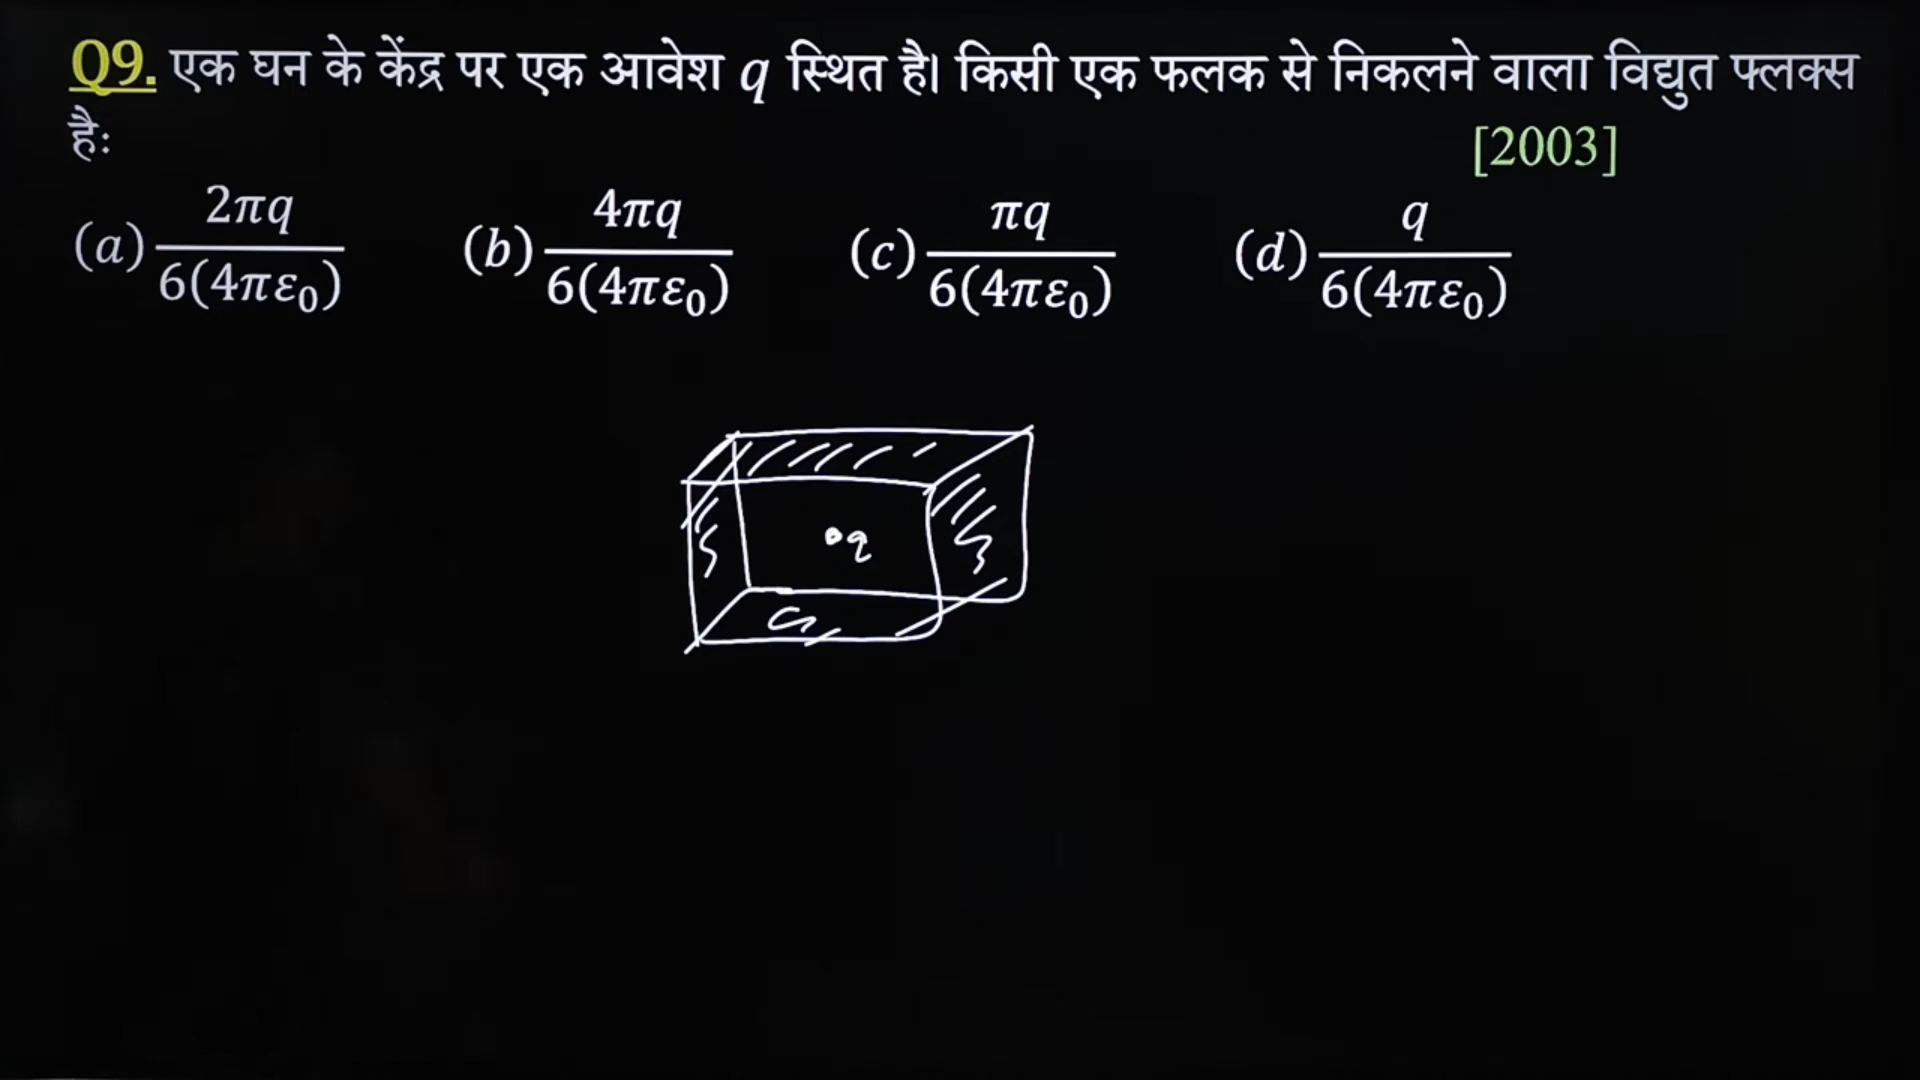 Q9. एक घन के केंद्र पर एक आवेश q स्थित है। किसी एक फलक से निकलने वाला विद्युत फ्लक्स
है: [2003]
(a) 2πq/6(4πε₀) (b) 4πq/6(4πε₀) (c) πq/6(4πε₀) (d) q/6(4πε₀)
q